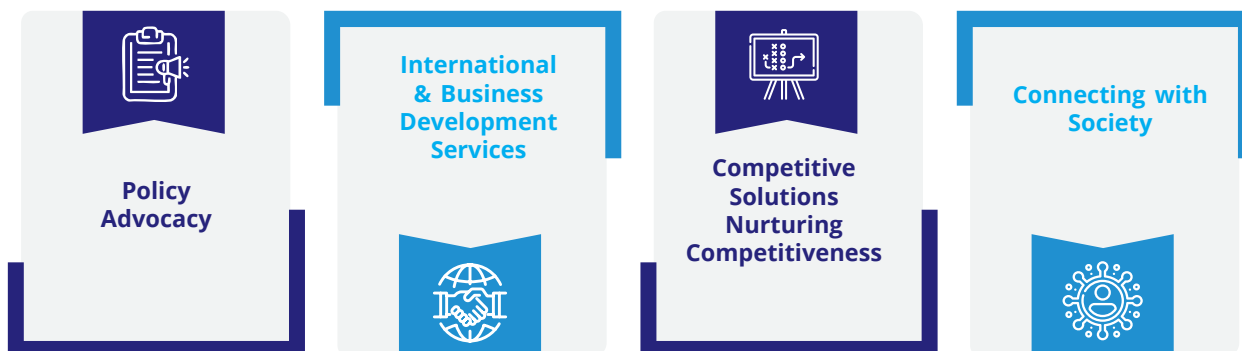 Policy
Advocacy
International
& Business
Development
Services
Competitive
Solutions
Nurturing
Competitiveness
Connecting with
Society